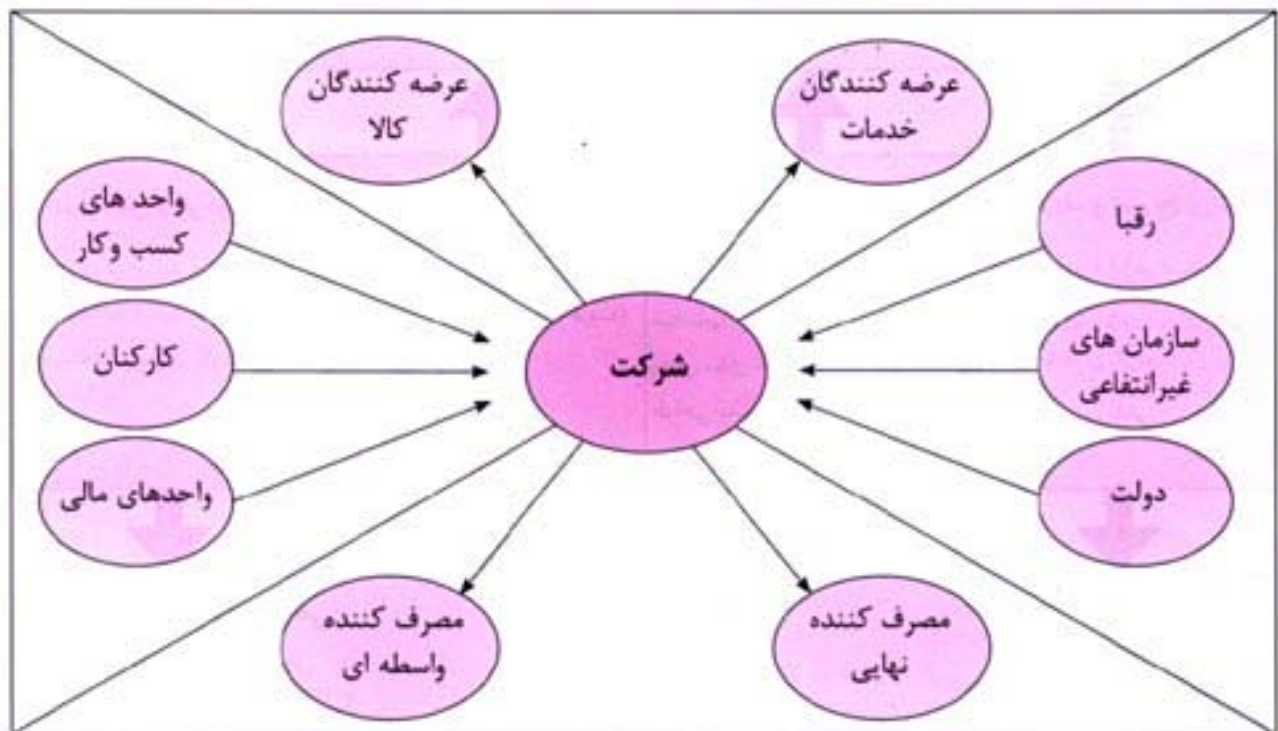 عرضه کنندگان
خدمات
عرضه کنندگان
کالا
رقبا
سازمان های
غیرانتفاعی
دولت
شرکت
واحد های
کسب وکار
کارکنان
واحدهای مالی
مصرف کننده
نهایی
مصرف کننده
واسطه ای